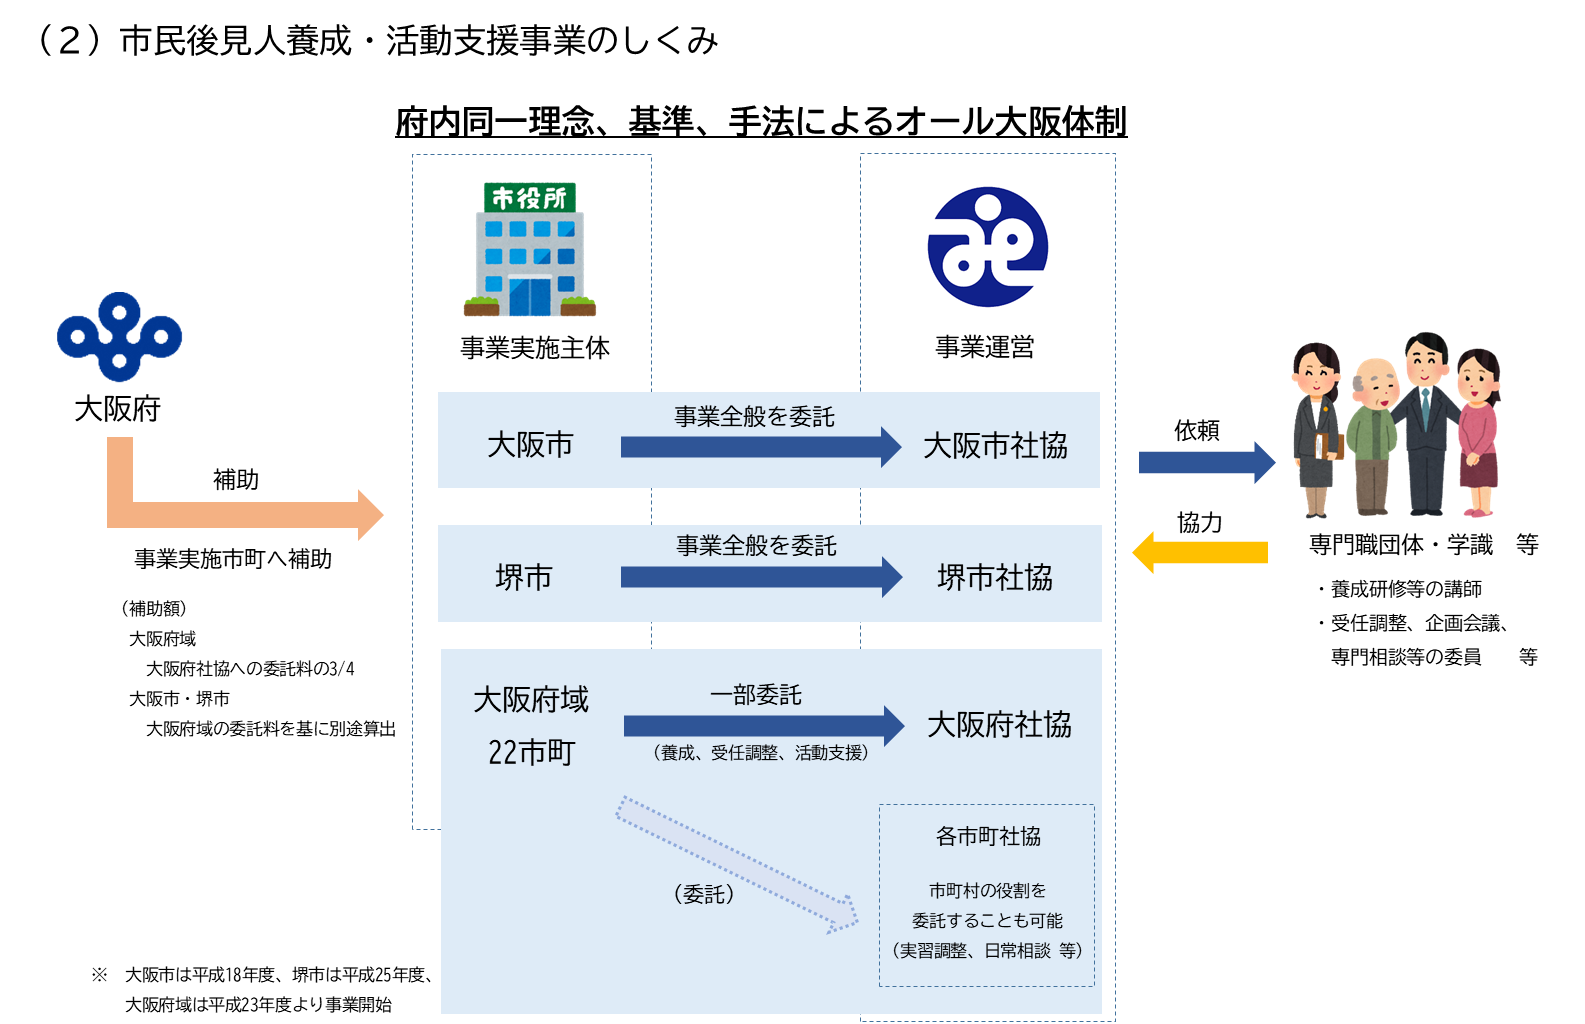 （２）市民後見人養成・活動支援事業のしくみ
府内同一理念、基準、手法によるオール大阪体制
市役所
事業実施主体
事業運営
大阪府
補助
事業実施市町へ補助
（補助額）
大阪府域
大阪府社協への委託料の3/4
大阪市・堺市
大阪府域の委託料を基に別途算出
大阪市
事業全般を委託
大阪市社協
堺市
事業全般を委託
堺市社協
大阪府域
22市町
一部委託
（養成、受任調整、活動支援）
大阪府社協
（委託）
各市町社協
市町村の役割を
委託することも可能
（実習調整、日常相談 等）
依頼
協力
専門職団体・学識　等
・養成研修等の講師
・受任調整、企画会議、
専門相談等の委員　　等
※　大阪市は平成18年度、堺市は平成25年度、
大阪府域は平成23年度より事業開始